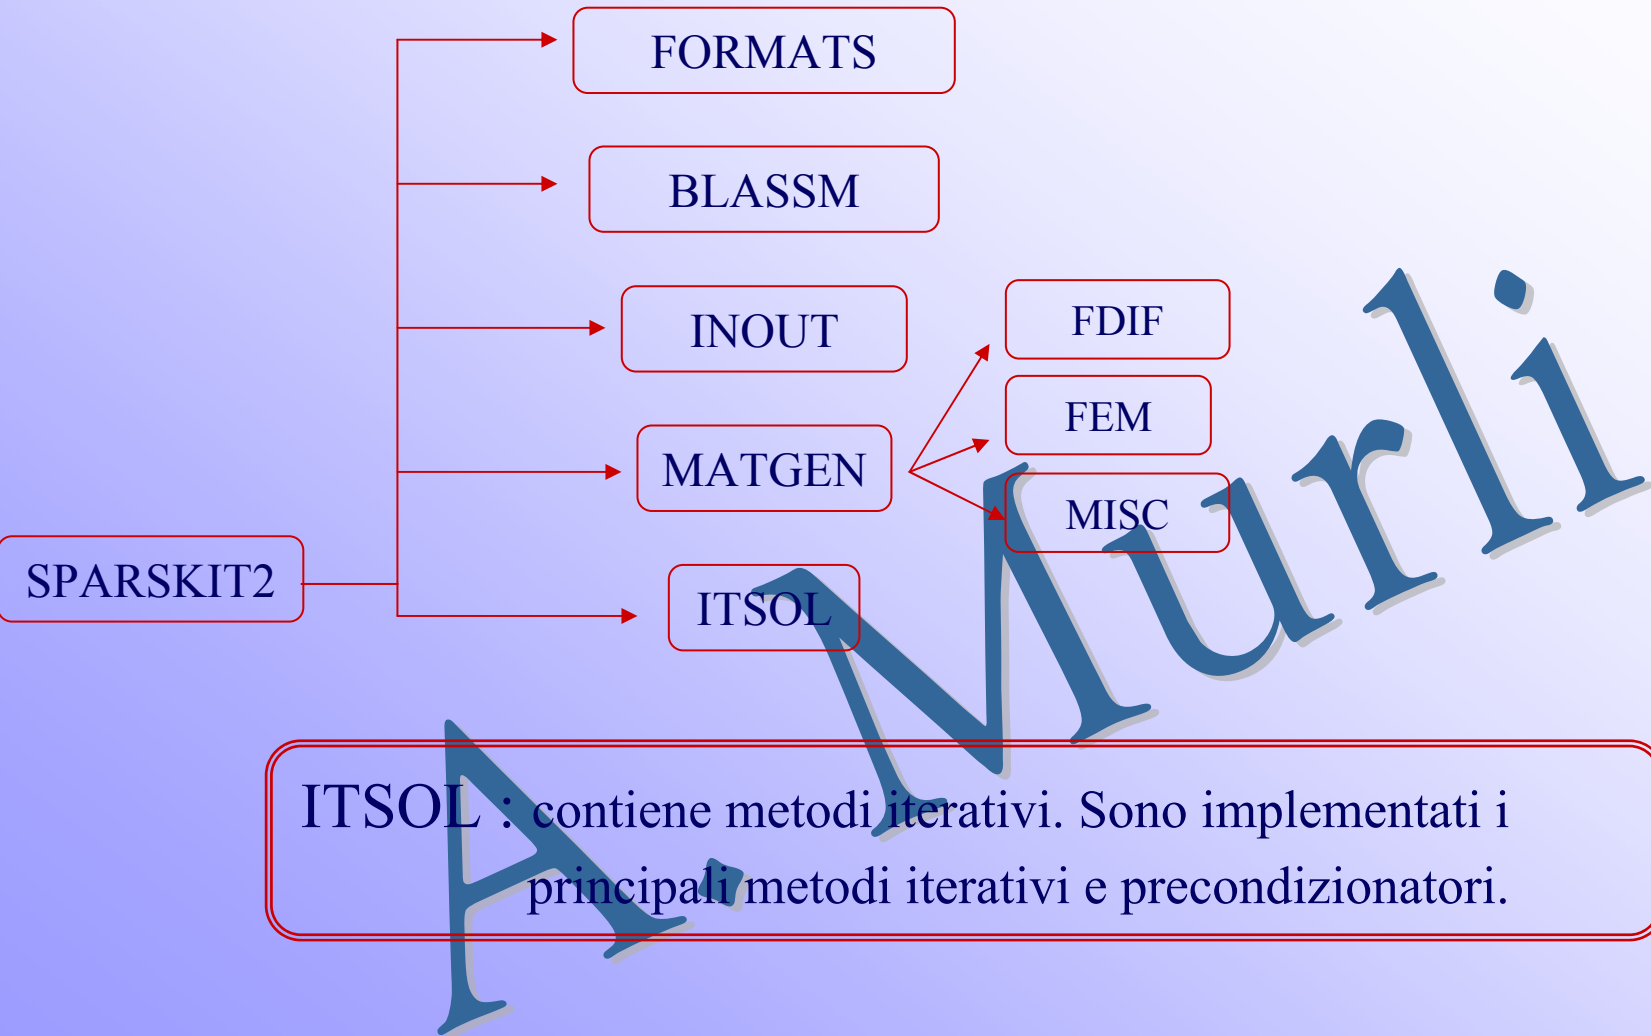 FORMATS
BLASSM
INOUT
FDIF
FEM
MATGEN
MISC
SPARSKIT2
ITSOL
ITSOL : contiene metodi iterativi. Sono implementati i
principali metodi iterativi e precondizionatori.
A. Murli